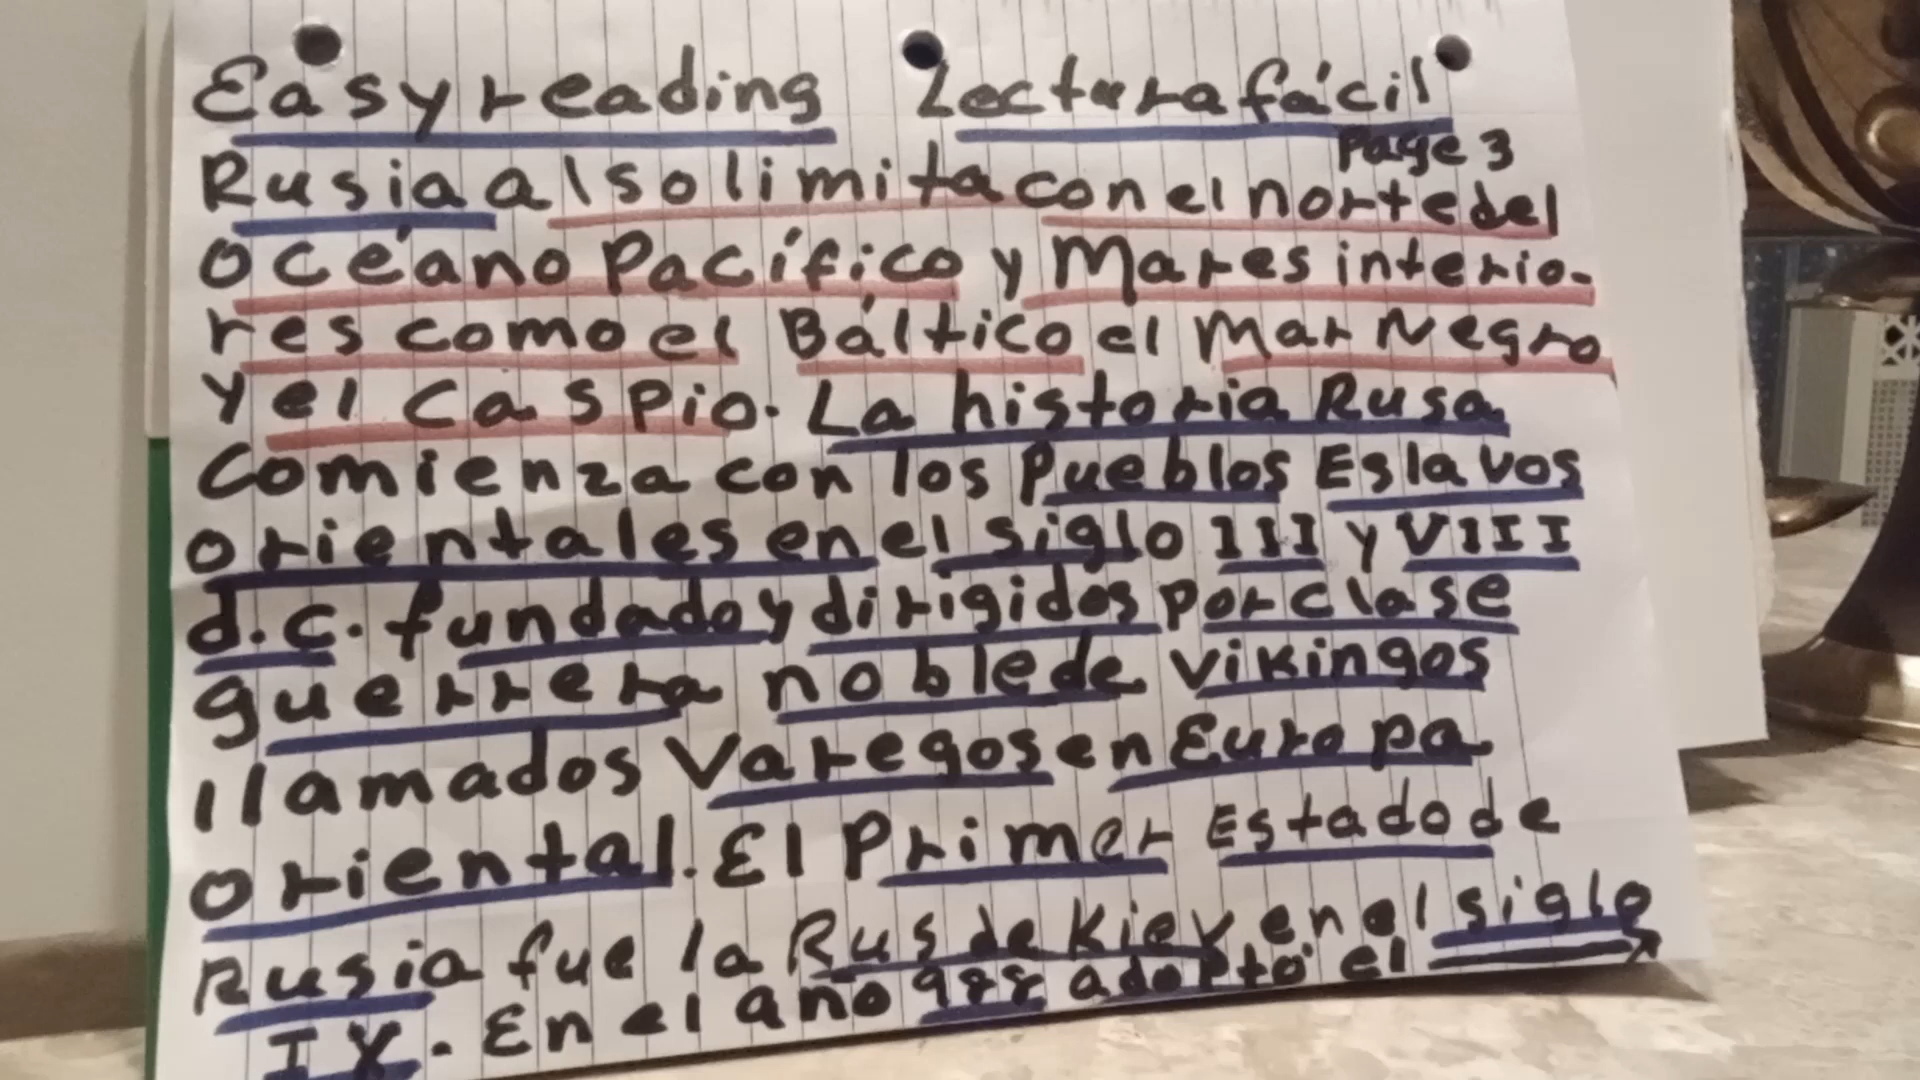 Easy reading Lectura fácil
Page 3
Rusia also limita con el norte del
océano Pacífico y Mares interio-
res como el Báltico el Mar Negro
y el Caspio. La historia Rusa
Comienza con los Pueblos Eslavos
orientales en el siglo III y VIII
d.C. fundado y dirigidos por clase
guerrera noble de vikingos
llamados Varegos en Europa
oriental. El Primer Estado de
Rusia fue la Rus de Kiev en el siglo
IX. En el año 988 adoptó el